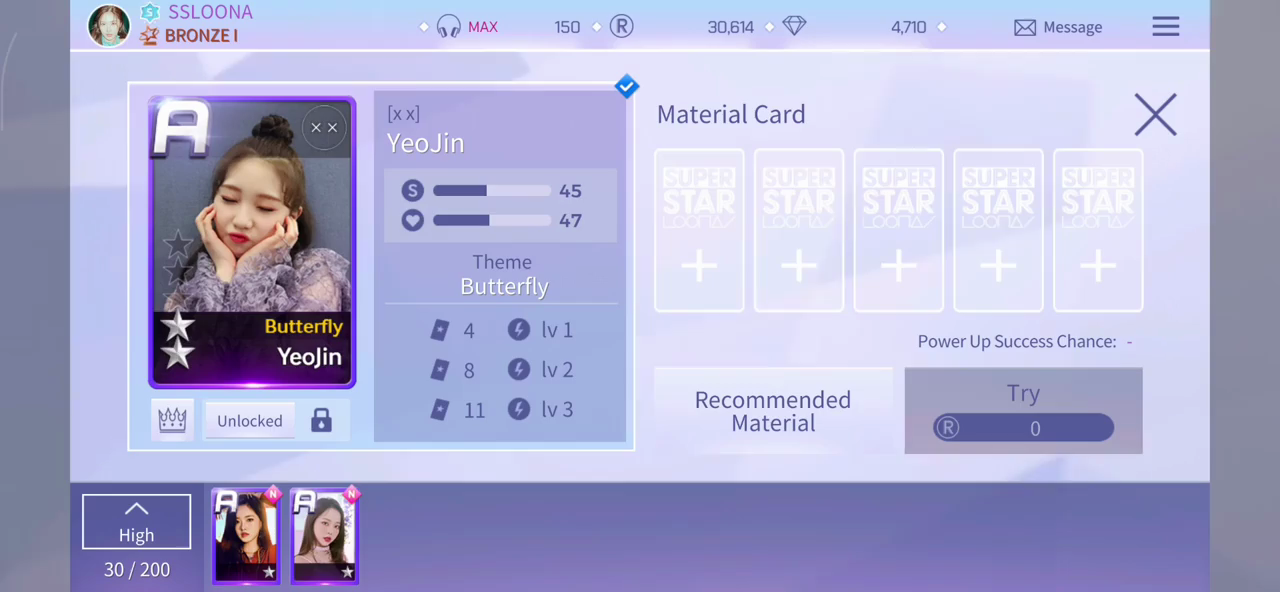 SSLOONA
BRONZE I
MAX
150
R
30,614
4,710
Message
A
× ×
Butterfly
YeoJin
Unlocked
[x x]
YeoJin
S 45
47
Theme
Butterfly
4 lv 1
8 lv 2
11 lv 3
Material Card
SUPER STAR LOONA
SUPER STAR LOONA
SUPER STAR LOONA
SUPER STAR LOONA
SUPER STAR LOONA
+ + + + +
Power Up Success Chance: -
Recommended
Material
Try
R 0
High
30 / 200
A N
A N